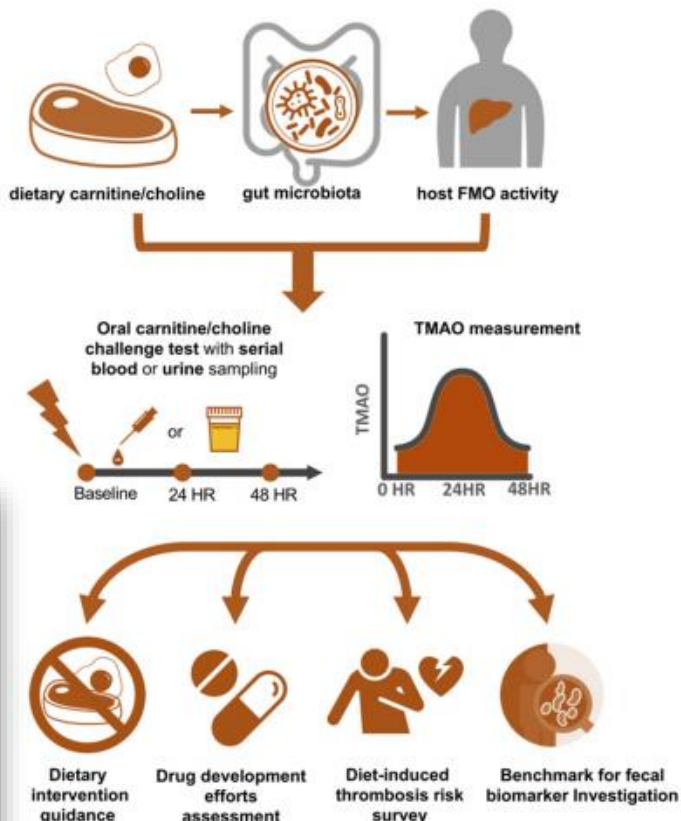 dietary carnitine/choline
gut microbiota
host FMO activity
Oral carnitine/choline
challenge test with serial
blood or urine sampling
or
Baseline
24 HR
48 HR
TMAO measurement
TMAO
0 HR
24HR
48HR
Dietary
intervention
guidance
Drug development
efforts
assessment
Diet-induced
thrombosis risk
survey
Benchmark for fecal
biomarker Investigation